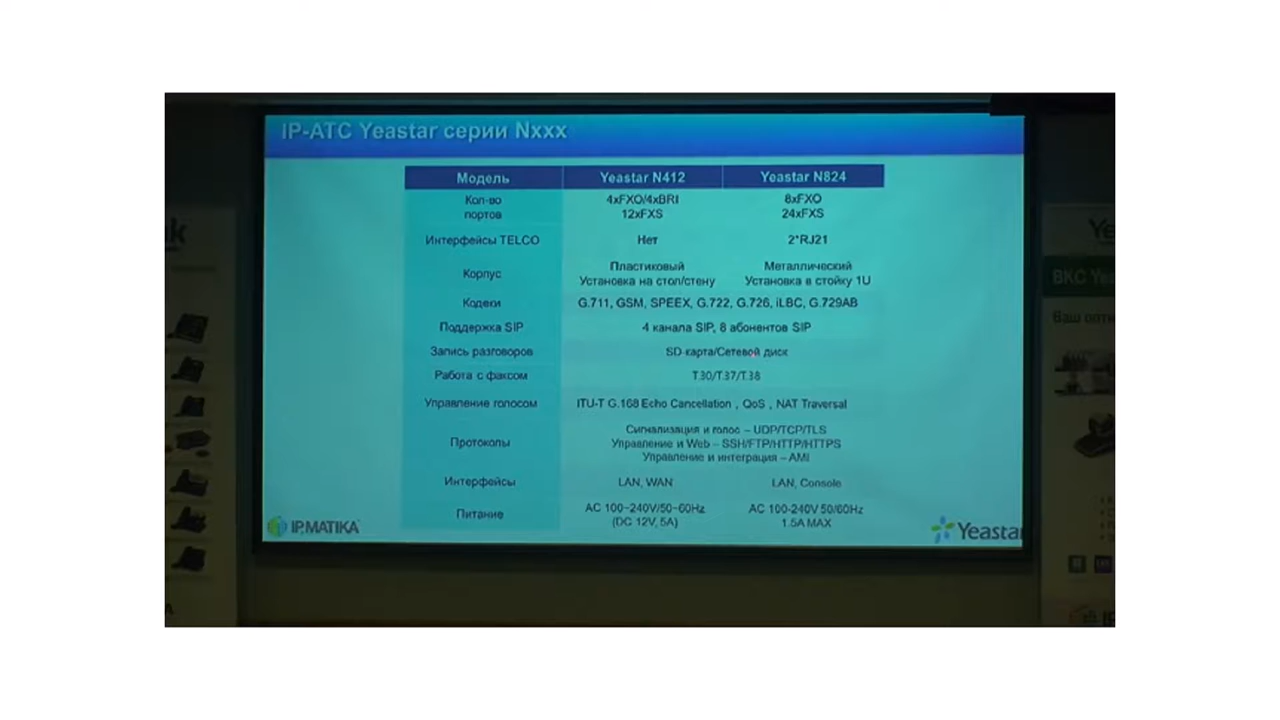 IP-АТС Yeastar серии Nxxx
Модель Yeastar N412 Yeastar N824
Кол-во портов 4xFXO/4xBRI 12xFXS 8xFXO 24xFXS
Интерфейсы TELCO Нет 2*RJ21
Корпус Пластиковый Установка на стол/стену Металлический Установка в стойку 1U
Кодеки G.711, GSM, SPEEX, G.722, G.726, iLBC, G.729AB
Поддержка SIP 4 канала SIP, 8 абонентов SIP
Запись разговоров SD-карта/Сетевой диск
Работа с факсом T.30/T.37/T.38
Управление голосом ITU-T G.168 Echo Cancellation , QoS , NAT Traversal
Протоколы Сигнализация и голос – UDP/TCP/TLS
Управление и Web – SSH/FTP/HTTP/HTTPS
Управление и интеграция – AMI
Интерфейсы LAN, WAN LAN, Console
Питание AC 100~240V/50~60Hz (DC 12V, 5A) AC 100-240V 50/60Hz 1.5A MAX
IP.MATIKA
Yeastar
ВКС
Ваш